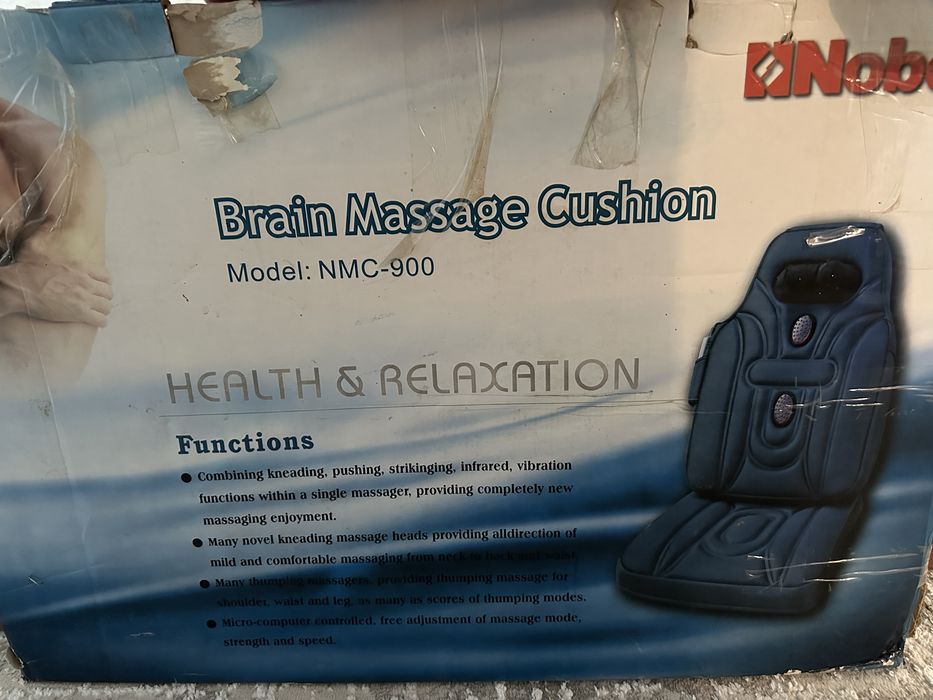 Nobe
Brain Massage Cushion
Model: NMC-900
HEALTH & RELAXATION
Functions
● Combining kneading, pushing, strikinging, infrared, vibration
functions within a single massager, providing completely new
massaging enjoyment.
● Many novel kneading massage heads providing alldirection of
mild and comfortable massaging from neck to back and waist.
● Many thumping massagers, providing thumping massage for
shoulder, waist and leg, as many as scores of thumping modes.
● Micro-computer controlled, free adjustment of massage mode,
strength and speed.